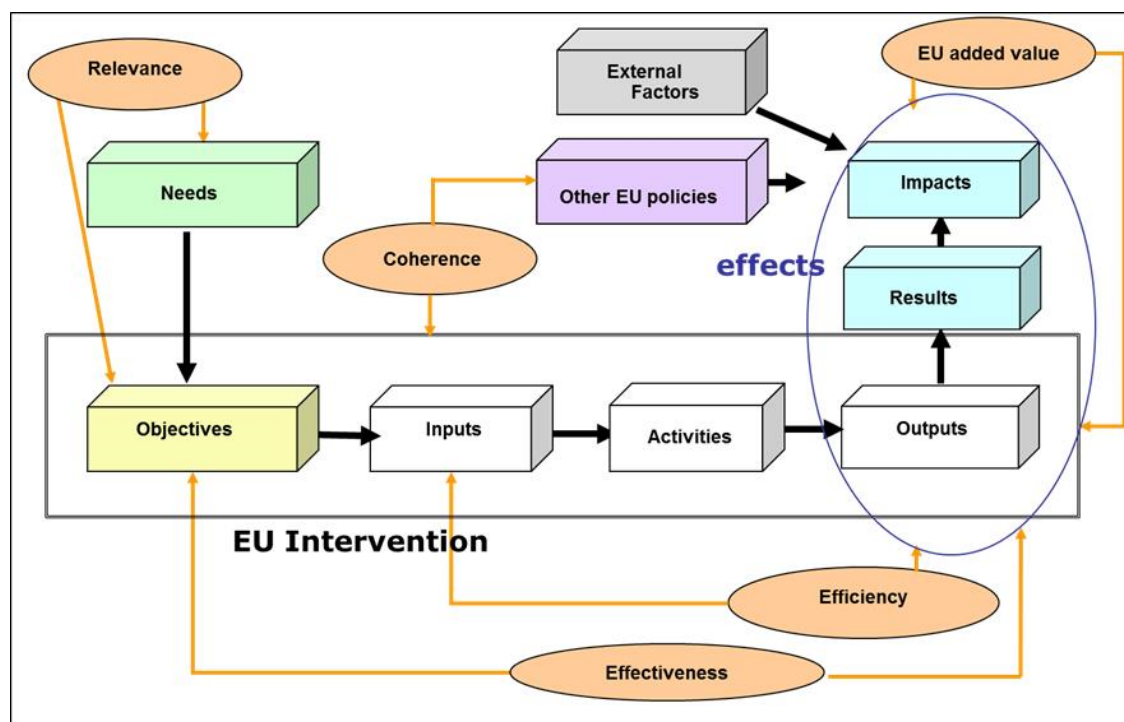 Relevance
External
Factors
EU added value
Needs
Other EU policies
Impacts
Coherence
effects
Results
Objectives
Inputs
Activities
Outputs
EU Intervention
Efficiency
Effectiveness